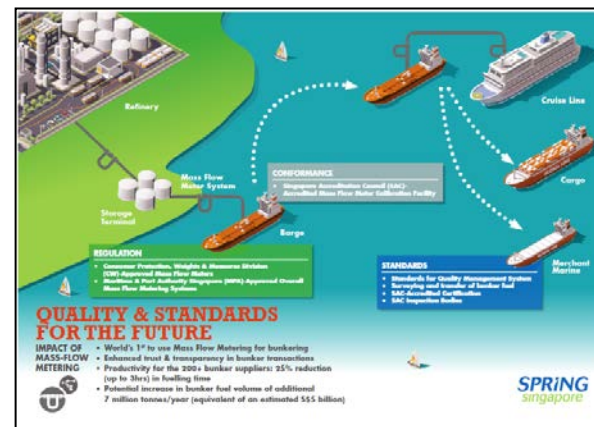 Refinery
Cruise Line
Mass Flow
Meter System
CONFORMANCE
• Singapore Accreditation Council (SAC)-
Accredited Mass Flow Meter Calibration Facility
Cargo
Storage
Terminal
Barge
Merchant
Marine
REGULATION
• Consumer Protection, Weights & Measures Division
(CW)-Approved Mass Flow Meters
• Maritime & Port Authority Singapore (MPA)-Approved Overall
Mass Flow Metering Systems
STANDARDS
• Standards for Quality Management System
• Surveying and transfer of bunker fuel
• SAC-Accredited Certification
• SAC Inspection Bodies
QUALITY & STANDARDS
FOR THE FUTURE
IMPACT OF
MASS-FLOW
METERING
• World's 1st to use Mass Flow Metering for bunkering
• Enhanced trust & transparency in bunker transactions
• Productivity for the 200+ bunker suppliers: 25% reduction
(up to 3hrs) in fuelling time
• Potential increase in bunker fuel volume of additional
7 million tonnes/year (equivalent of an estimated S$5 billion)
SPRiNG
singapore